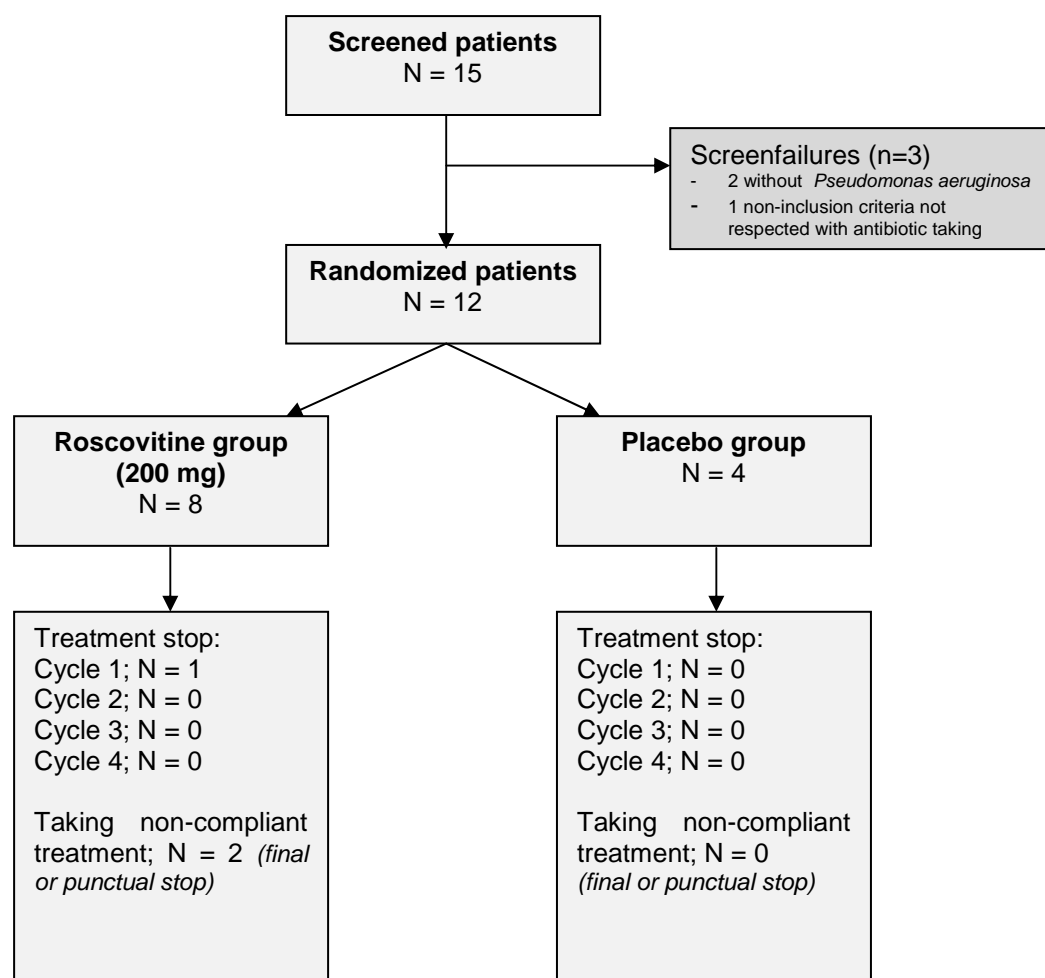 Screened patients
N = 15
Screenfailures (n=3)
- 2 without Pseudomonas aeruginosa
- 1 non-inclusion criteria not
respected with antibiotic taking
Randomized patients
N = 12
Roscovitine group
(200 mg)
N = 8
Placebo group
N = 4
Treatment stop:
Cycle 1; N = 1
Cycle 2; N = 0
Cycle 3; N = 0
Cycle 4; N = 0
Taking non-compliant
treatment; N = 2 (final
or punctual stop)
Treatment stop:
Cycle 1; N = 0
Cycle 2; N = 0
Cycle 3; N = 0
Cycle 4; N = 0
Taking non-compliant
treatment; N = 0
(final or punctual stop)